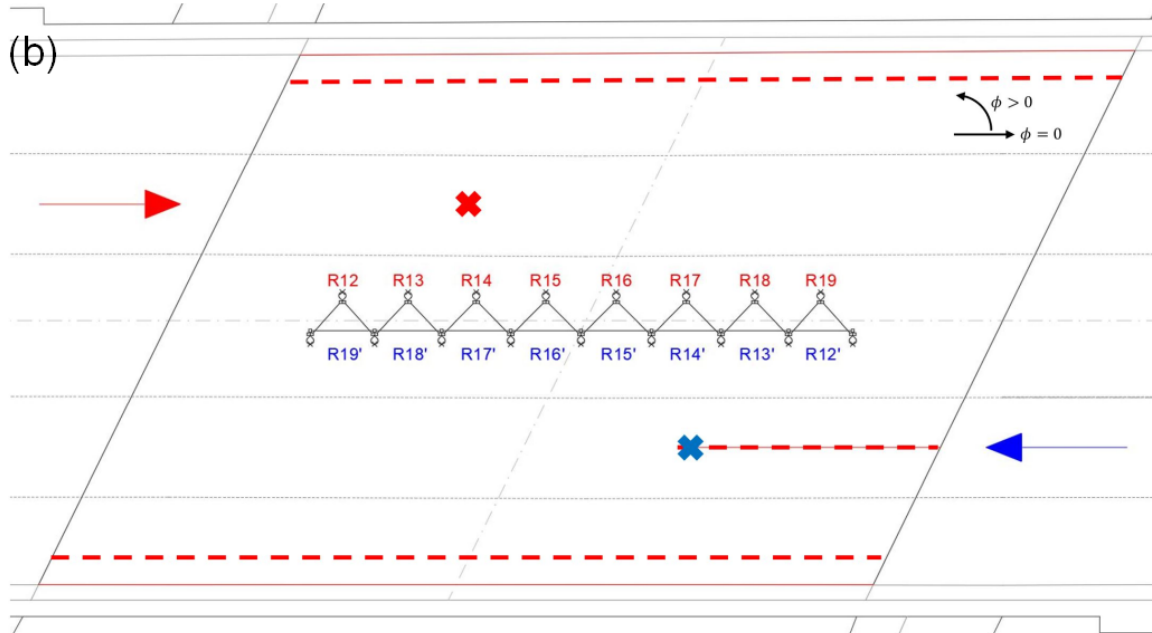 (b)
ϕ > 0
ϕ = 0
R12 R13 R14 R15 R16 R17 R18 R19
R19' R18' R17' R16' R15' R14' R13' R12'